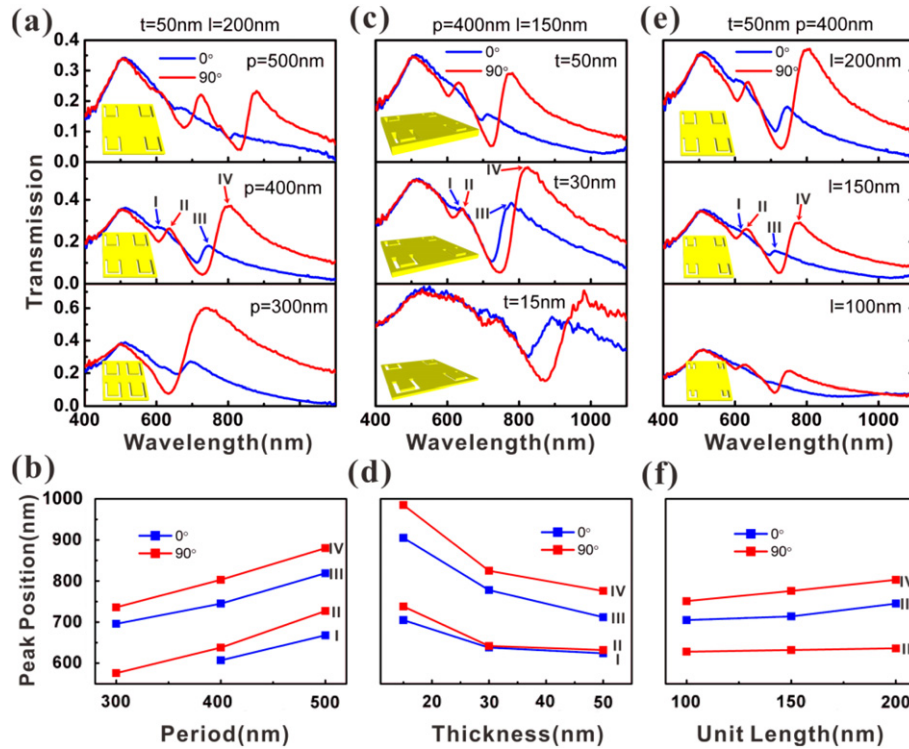 (a) t=50nm l=200nm
0.4
0.3
0.2
0.1
0.0
0°
90°
p=500nm
Transmission
0.4
0.2
0.0
p=400nm
I
II
III
IV
0.6
0.4
0.2
0.0
p=300nm
400 600 800
Wavelength(nm)
(c) p=400nm l=150nm
0°
90°
t=50nm
t=30nm
I
II
III
IV
t=15nm
400 600 800 1000
Wavelength(nm)
(e) t=50nm p=400nm
0°
90°
l=200nm
l=150nm
I
II
III
IV
l=100nm
400 600 800 1000
Wavelength(nm)
(b)
Peak Position(nm)
1000
900
800
700
600
0°
90°
IV
III
II
I
300 400 500
Period(nm)
(d)
0°
90°
IV
III
II
I
20 30 40 50
Thickness(nm)
(f)
0°
90°
IV
II
II
100 150 200
Unit Length(nm)